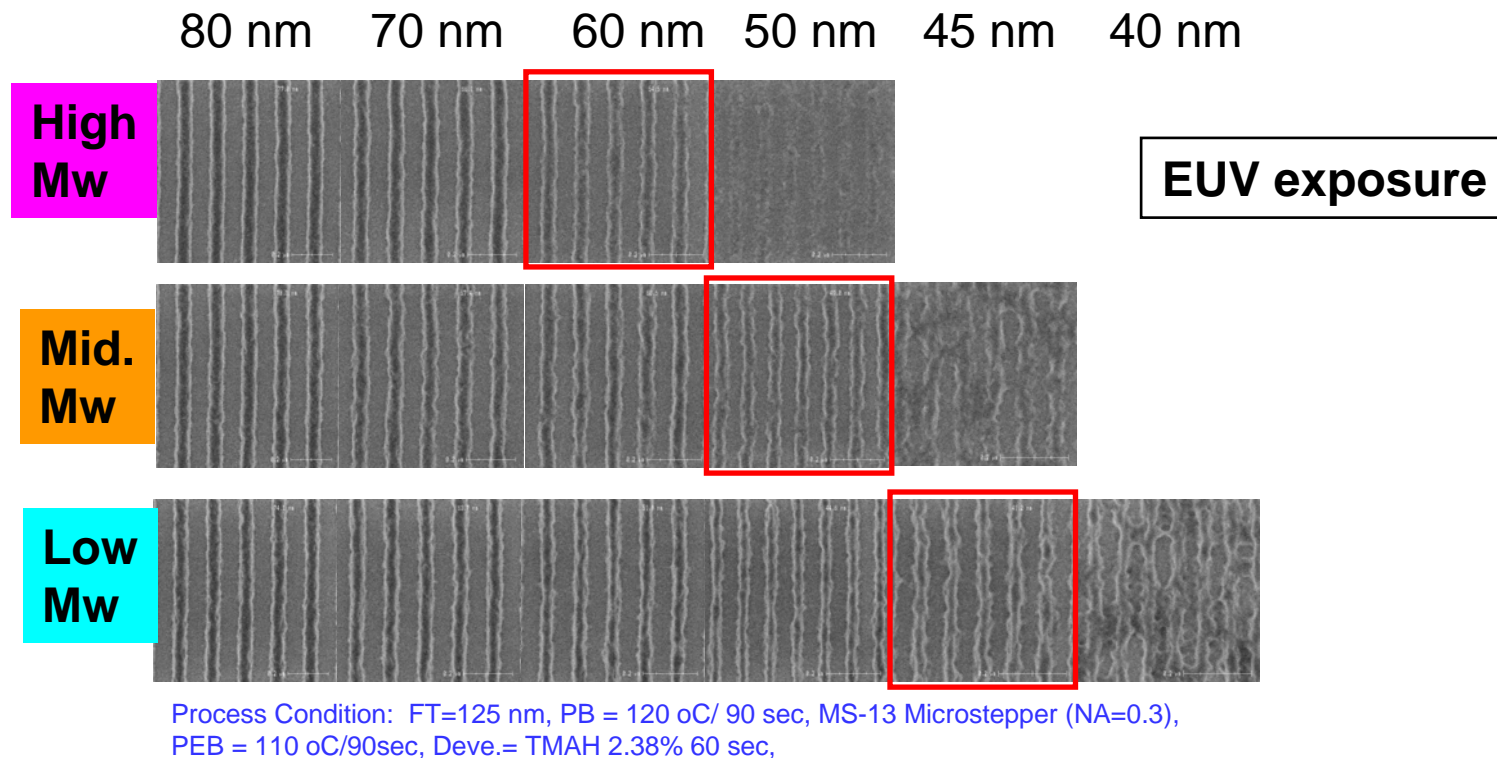 80 nm 70 nm 60 nm 50 nm 45 nm 40 nm
High
Mw
EUV exposure
Mid.
Mw
Low
Mw
Process Condition: FT=125 nm, PB = 120 oC/ 90 sec, MS-13 Microstepper (NA=0.3),
PEB = 110 oC/90sec, Deve.= TMAH 2.38% 60 sec,